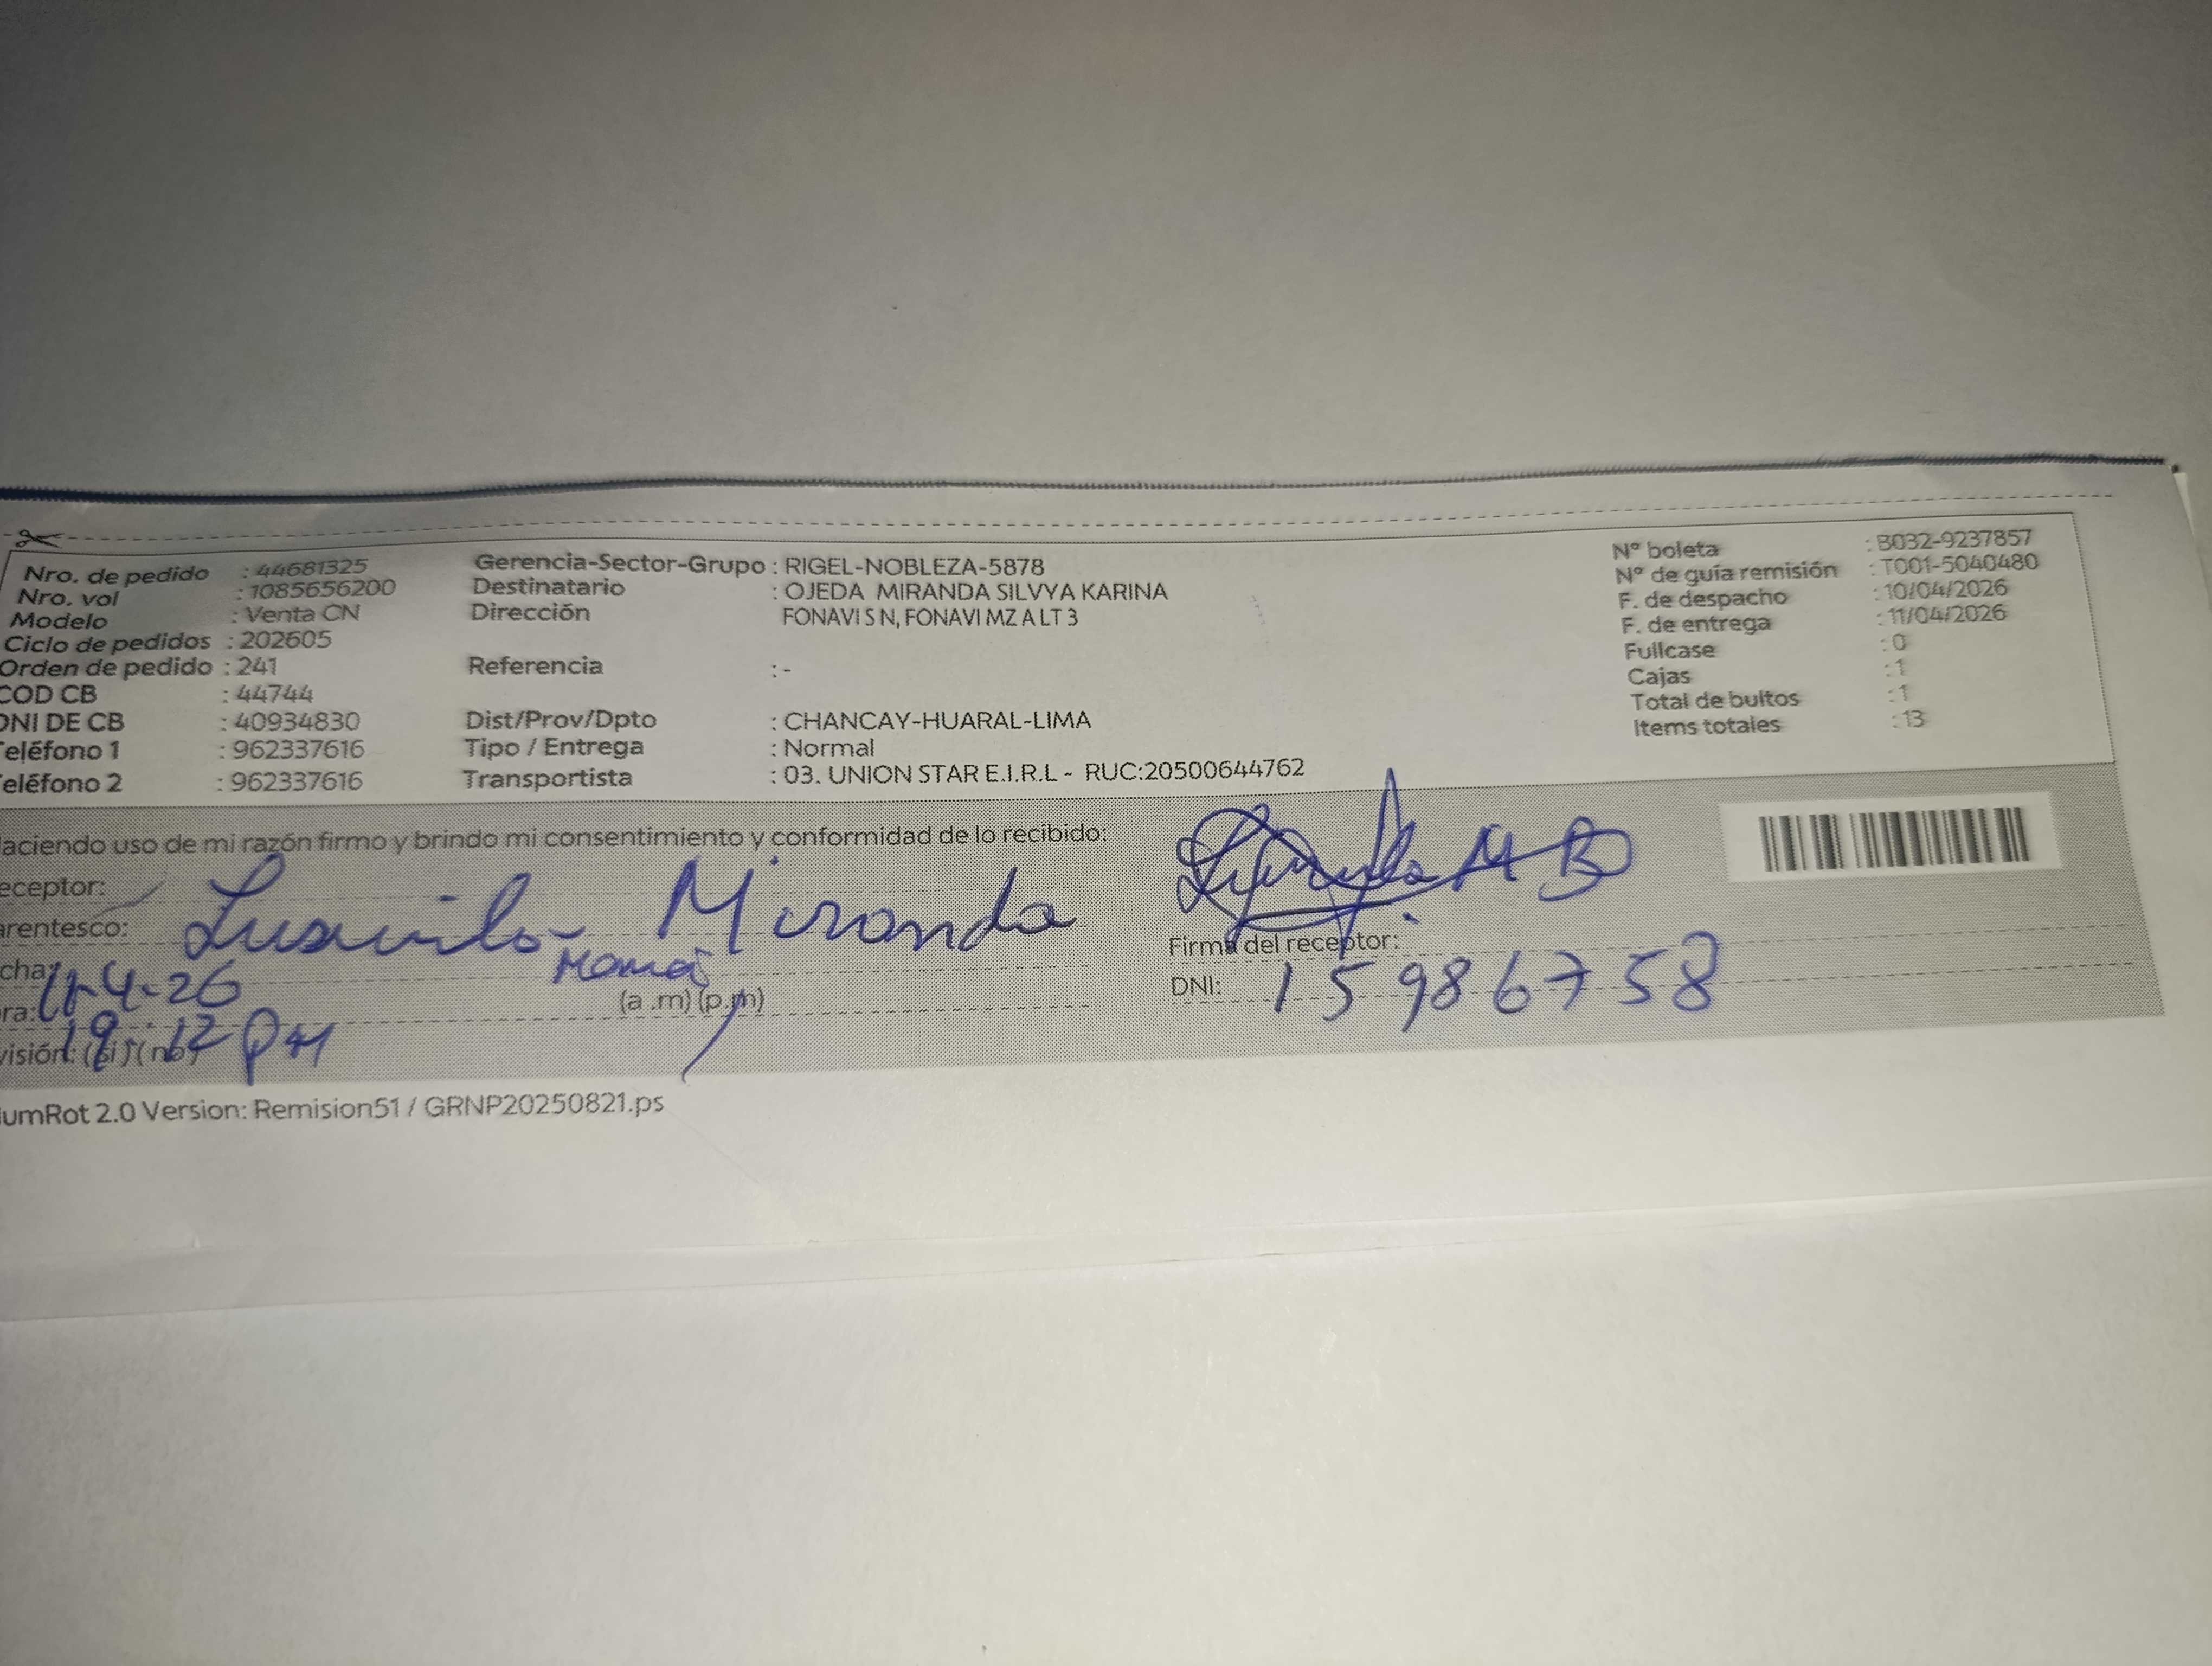 Nro. de pedido : 44681325
Nro. vol : 1085656200
Modelo : Venta CN
Ciclo de pedidos : 202605
Orden de pedido : 241
COD CB : 44744
DNI DE CB : 40934830
eléfono 1 : 962337616
eléfono 2 : 962337616
Gerencia-Sector-Grupo : RIGEL-NOBLEZA-5878
Destinatario : OJEDA MIRANDA SILVYA KARINA
Dirección FONAVI S N, FONAVI MZ A LT 3
Referencia : -
Dist/Prov/Dpto : CHANCAY-HUARAL-LIMA
Tipo / Entrega : Normal
Transportista : 03. UNION STAR E.I.R.L - RUC:20500644762
N° boleta : B032-9237857
N° de guía remisión : T001-5040480
F. de despacho : 10/04/2026
F. de entrega : 11/04/2026
Fullcase : 0
Cajas : 1
Total de bultos : 1
Items totales : 13
aciendo uso de mi razón firmo y brindo mi consentimiento y conformidad de lo recibido:
eceptor:
arentesco: Lusmila Miranda
Mamá
cha: 11-4-26
ra: (a .m) (p.m)
visión: (si) (no) 12 PM
Firma del receptor:
DNI: 15986758
umRot 2.0 Version: Remision51 / GRNP20250821.ps